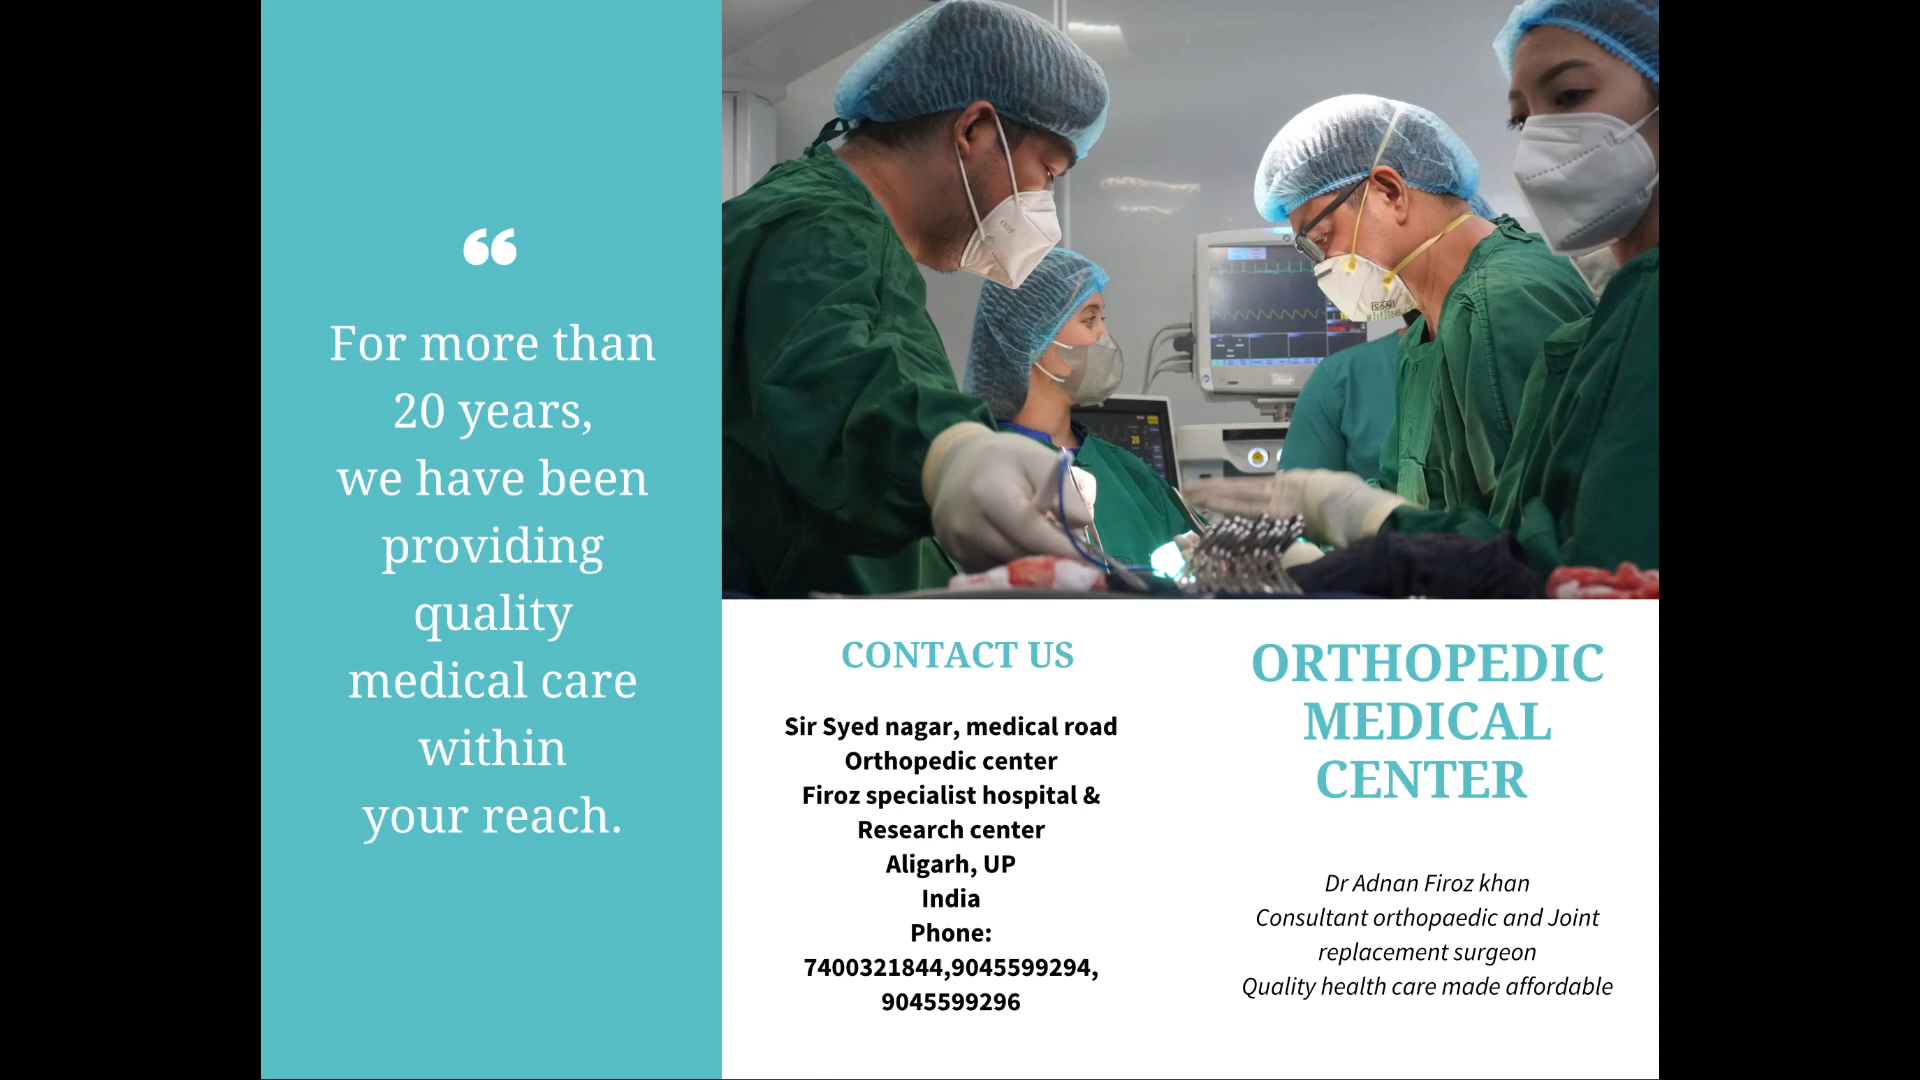 “
For more than
20 years,
we have been
providing
quality
medical care
within
your reach.
CONTACT US
Sir Syed nagar, medical road
Orthopedic center
Firoz specialist hospital &
Research center
Aligarh, UP
India
Phone:
7400321844,9045599294,
9045599296
ORTHOPEDIC
MEDICAL
CENTER
Dr Adnan Firoz khan
Consultant orthopaedic and Joint
replacement surgeon
Quality health care made affordable